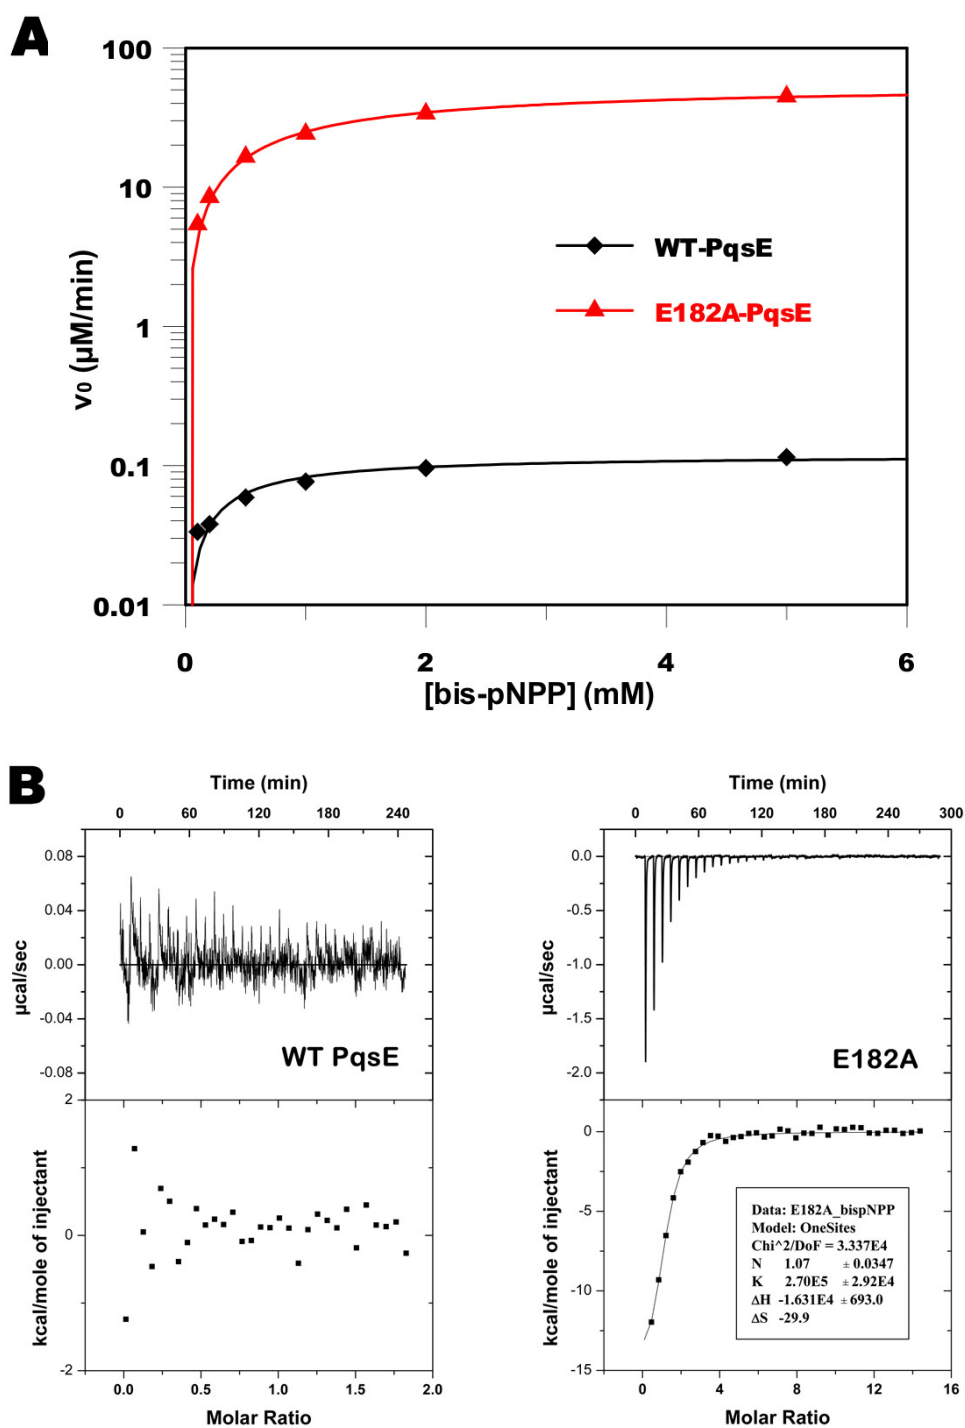 A
100
10
1
0.1
0.01
v0 (µM/min)
WT-PqsE
E182A-PqsE
0 2 4 6
[bis-pNPP] (mM)
B
Time (min)
0 60 120 180 240
0.08
0.04
0.00
-0.04
-0.08
µcal/sec
WT PqsE
2
0
-2
kcal/mole of injectant
0.0 0.5 1.0 1.5 2.0
Molar Ratio
Time (min)
0 60 120 180 240 300
0.0
-0.5
-1.0
-1.5
-2.0
µcal/sec
E182A
0
-5
-10
-15
kcal/mole of injectant
Data: E182A_bispNPP
Model: OneSites
Chi^2/DoF = 3.337E4
N 1.07 ± 0.0347
K 2.70E5 ± 2.92E4
ΔH -1.631E4 ± 693.0
ΔS -29.9
0 4 8 12 16
Molar Ratio